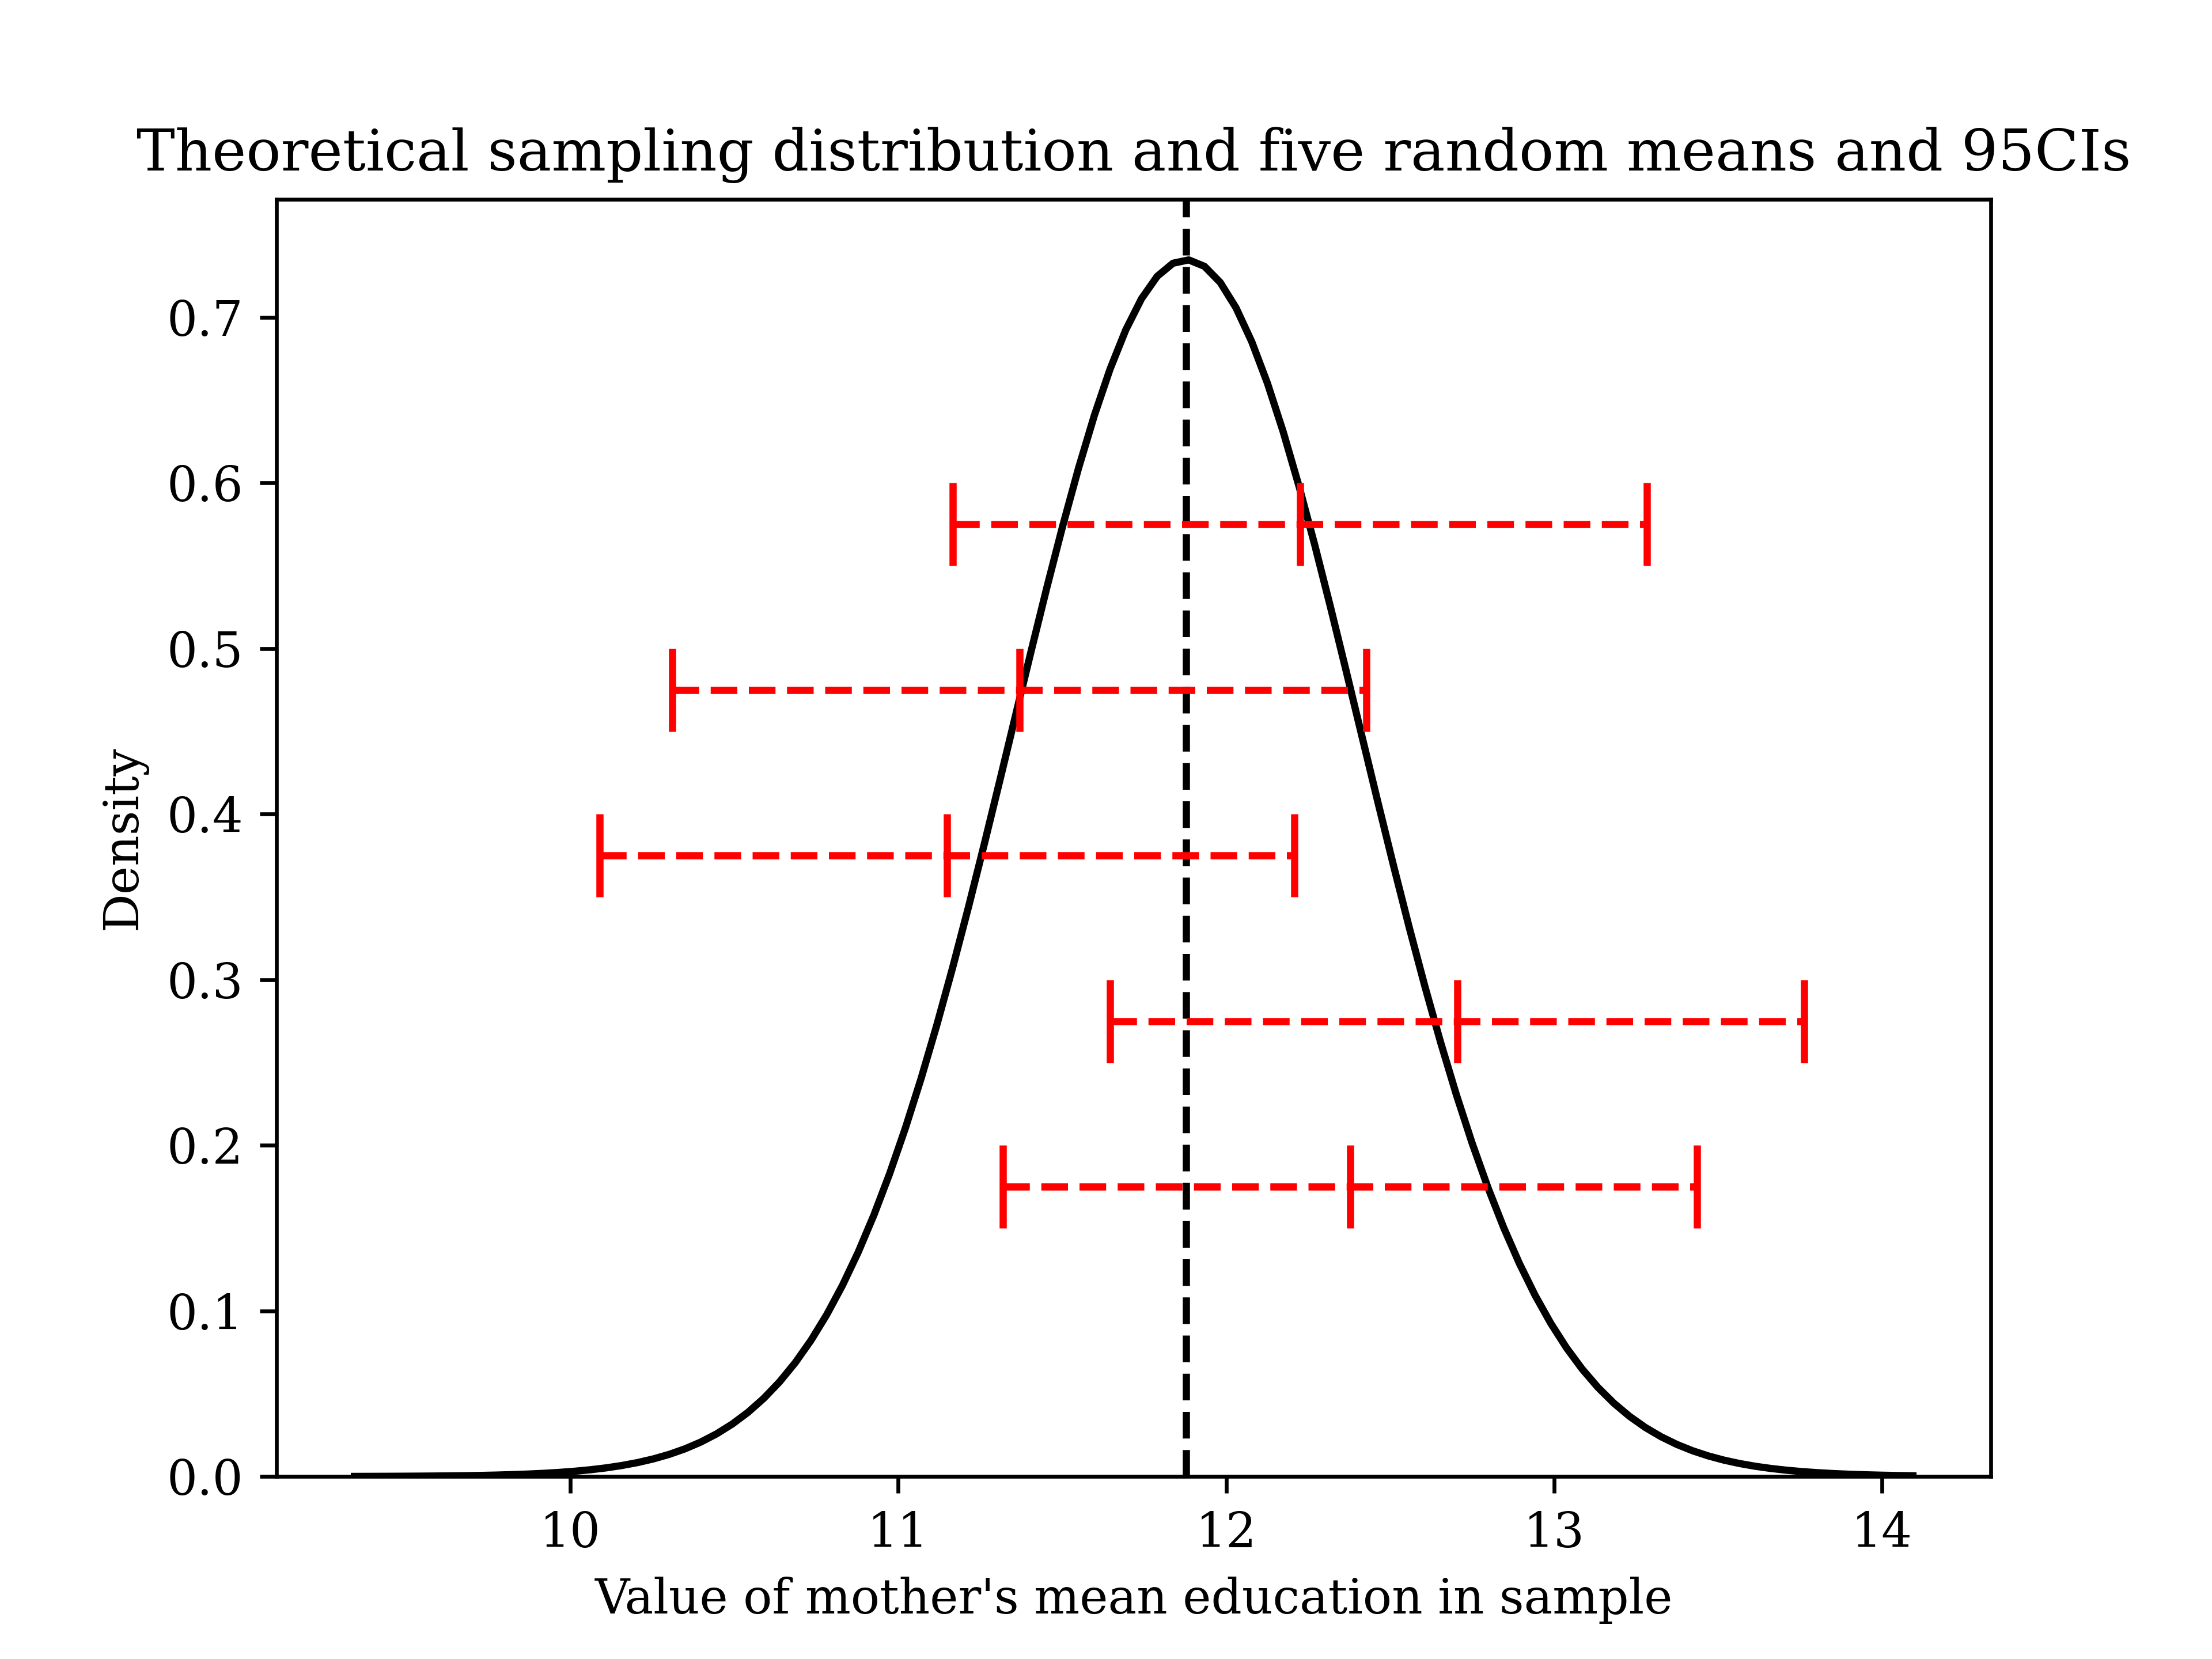 Theoretical sampling distribution and five random means and 95CIs
Density
0.7
0.6
0.5
0.4
0.3
0.2
0.1
0.0
10 11 12 13 14
Value of mother's mean education in sample